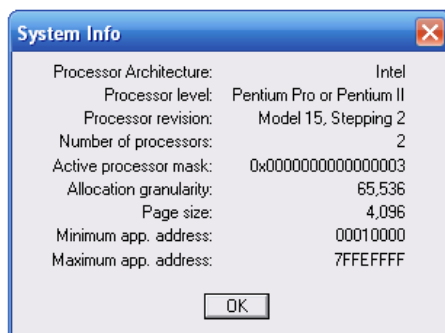 System Info
Processor Architecture: Intel
Processor level: Pentium Pro or Pentium II
Processor revision: Model 15, Stepping 2
Number of processors: 2
Active processor mask: 0x0000000000000003
Allocation granularity: 65,536
Page size: 4,096
Minimum app. address: 00010000
Maximum app. address: 7FFEFFFF
OK